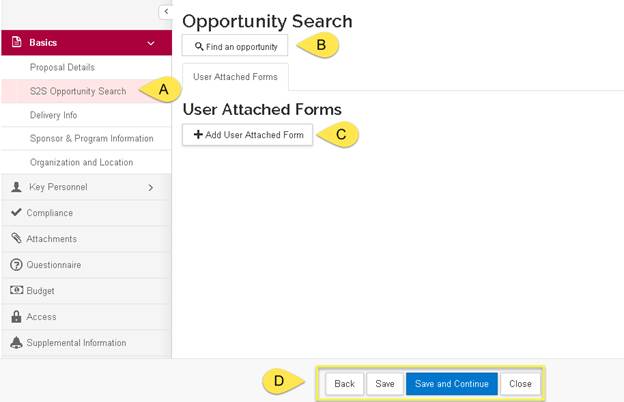 Basics
Proposal Details
S2S Opportunity Search
A
Delivery Info
Sponsor & Program Information
Organization and Location
Key Personnel
Compliance
Attachments
Questionnaire
Budget
Access
Supplemental Information
Opportunity Search
Find an opportunity
B
User Attached Forms
User Attached Forms
Add User Attached Form
C
D
Back Save Save and Continue Close